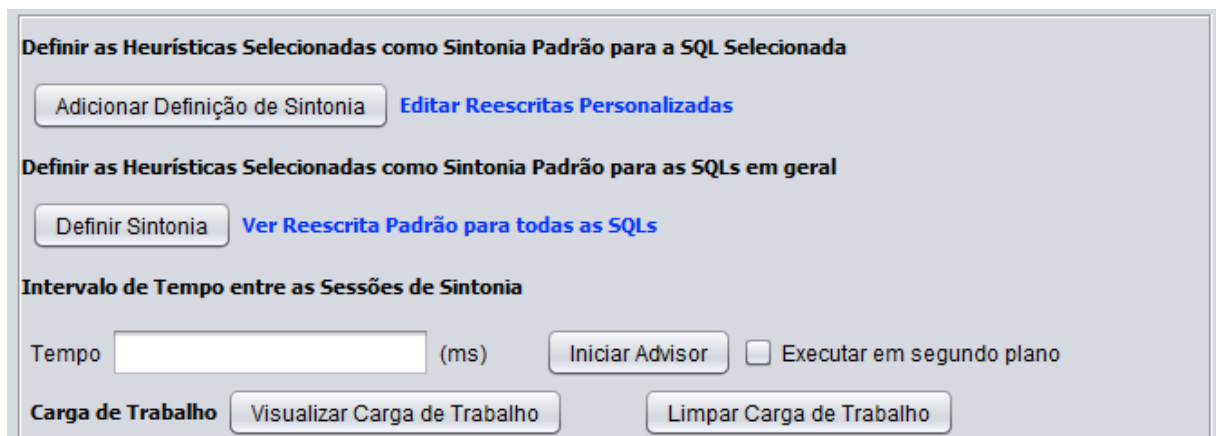 Definir as Heurísticas Selecionadas como Sintonia Padrão para a SQL Selecionada
Adicionar Definição de Sintonia Editar Reescritas Personalizadas
Definir as Heurísticas Selecionadas como Sintonia Padrão para as SQLs em geral
Definir Sintonia Ver Reescrita Padrão para todas as SQLs
Intervalo de Tempo entre as Sessões de Sintonia
Tempo (ms) Iniciar Advisor Executar em segundo plano
Carga de Trabalho Visualizar Carga de Trabalho Limpar Carga de Trabalho